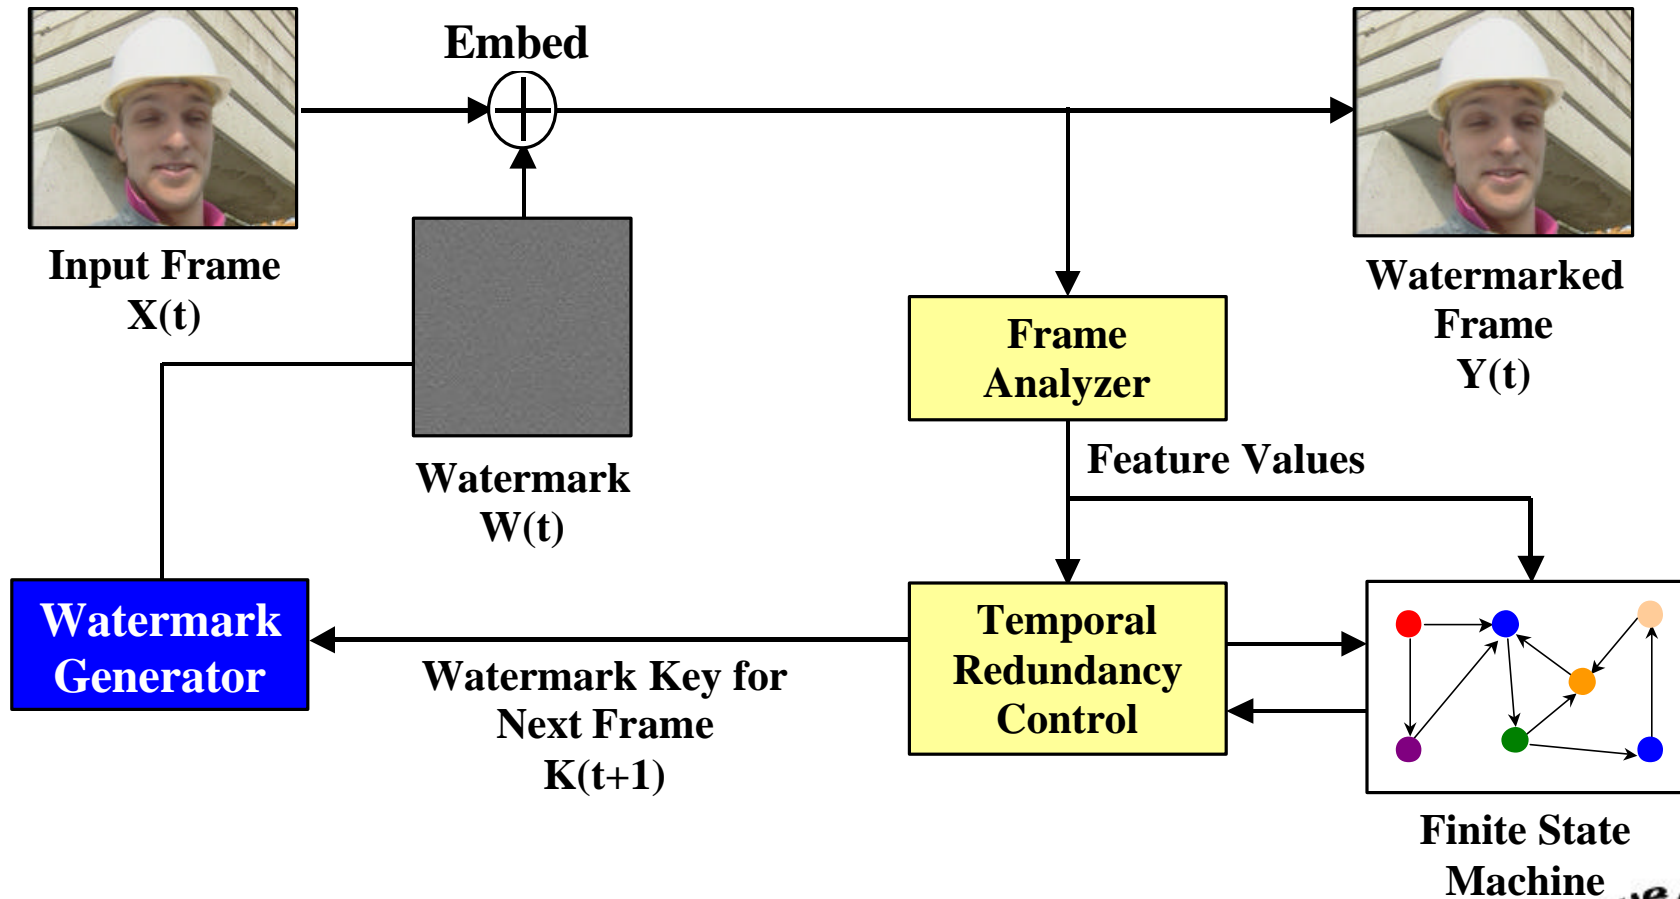 Embed
Input Frame
X(t)
Watermark
W(t)
Watermarked
Frame
Y(t)
Frame
Analyzer
Feature Values
Watermark
Generator
Watermark Key for
Next Frame
K(t+1)
Temporal
Redundancy
Control
Finite State
Machine